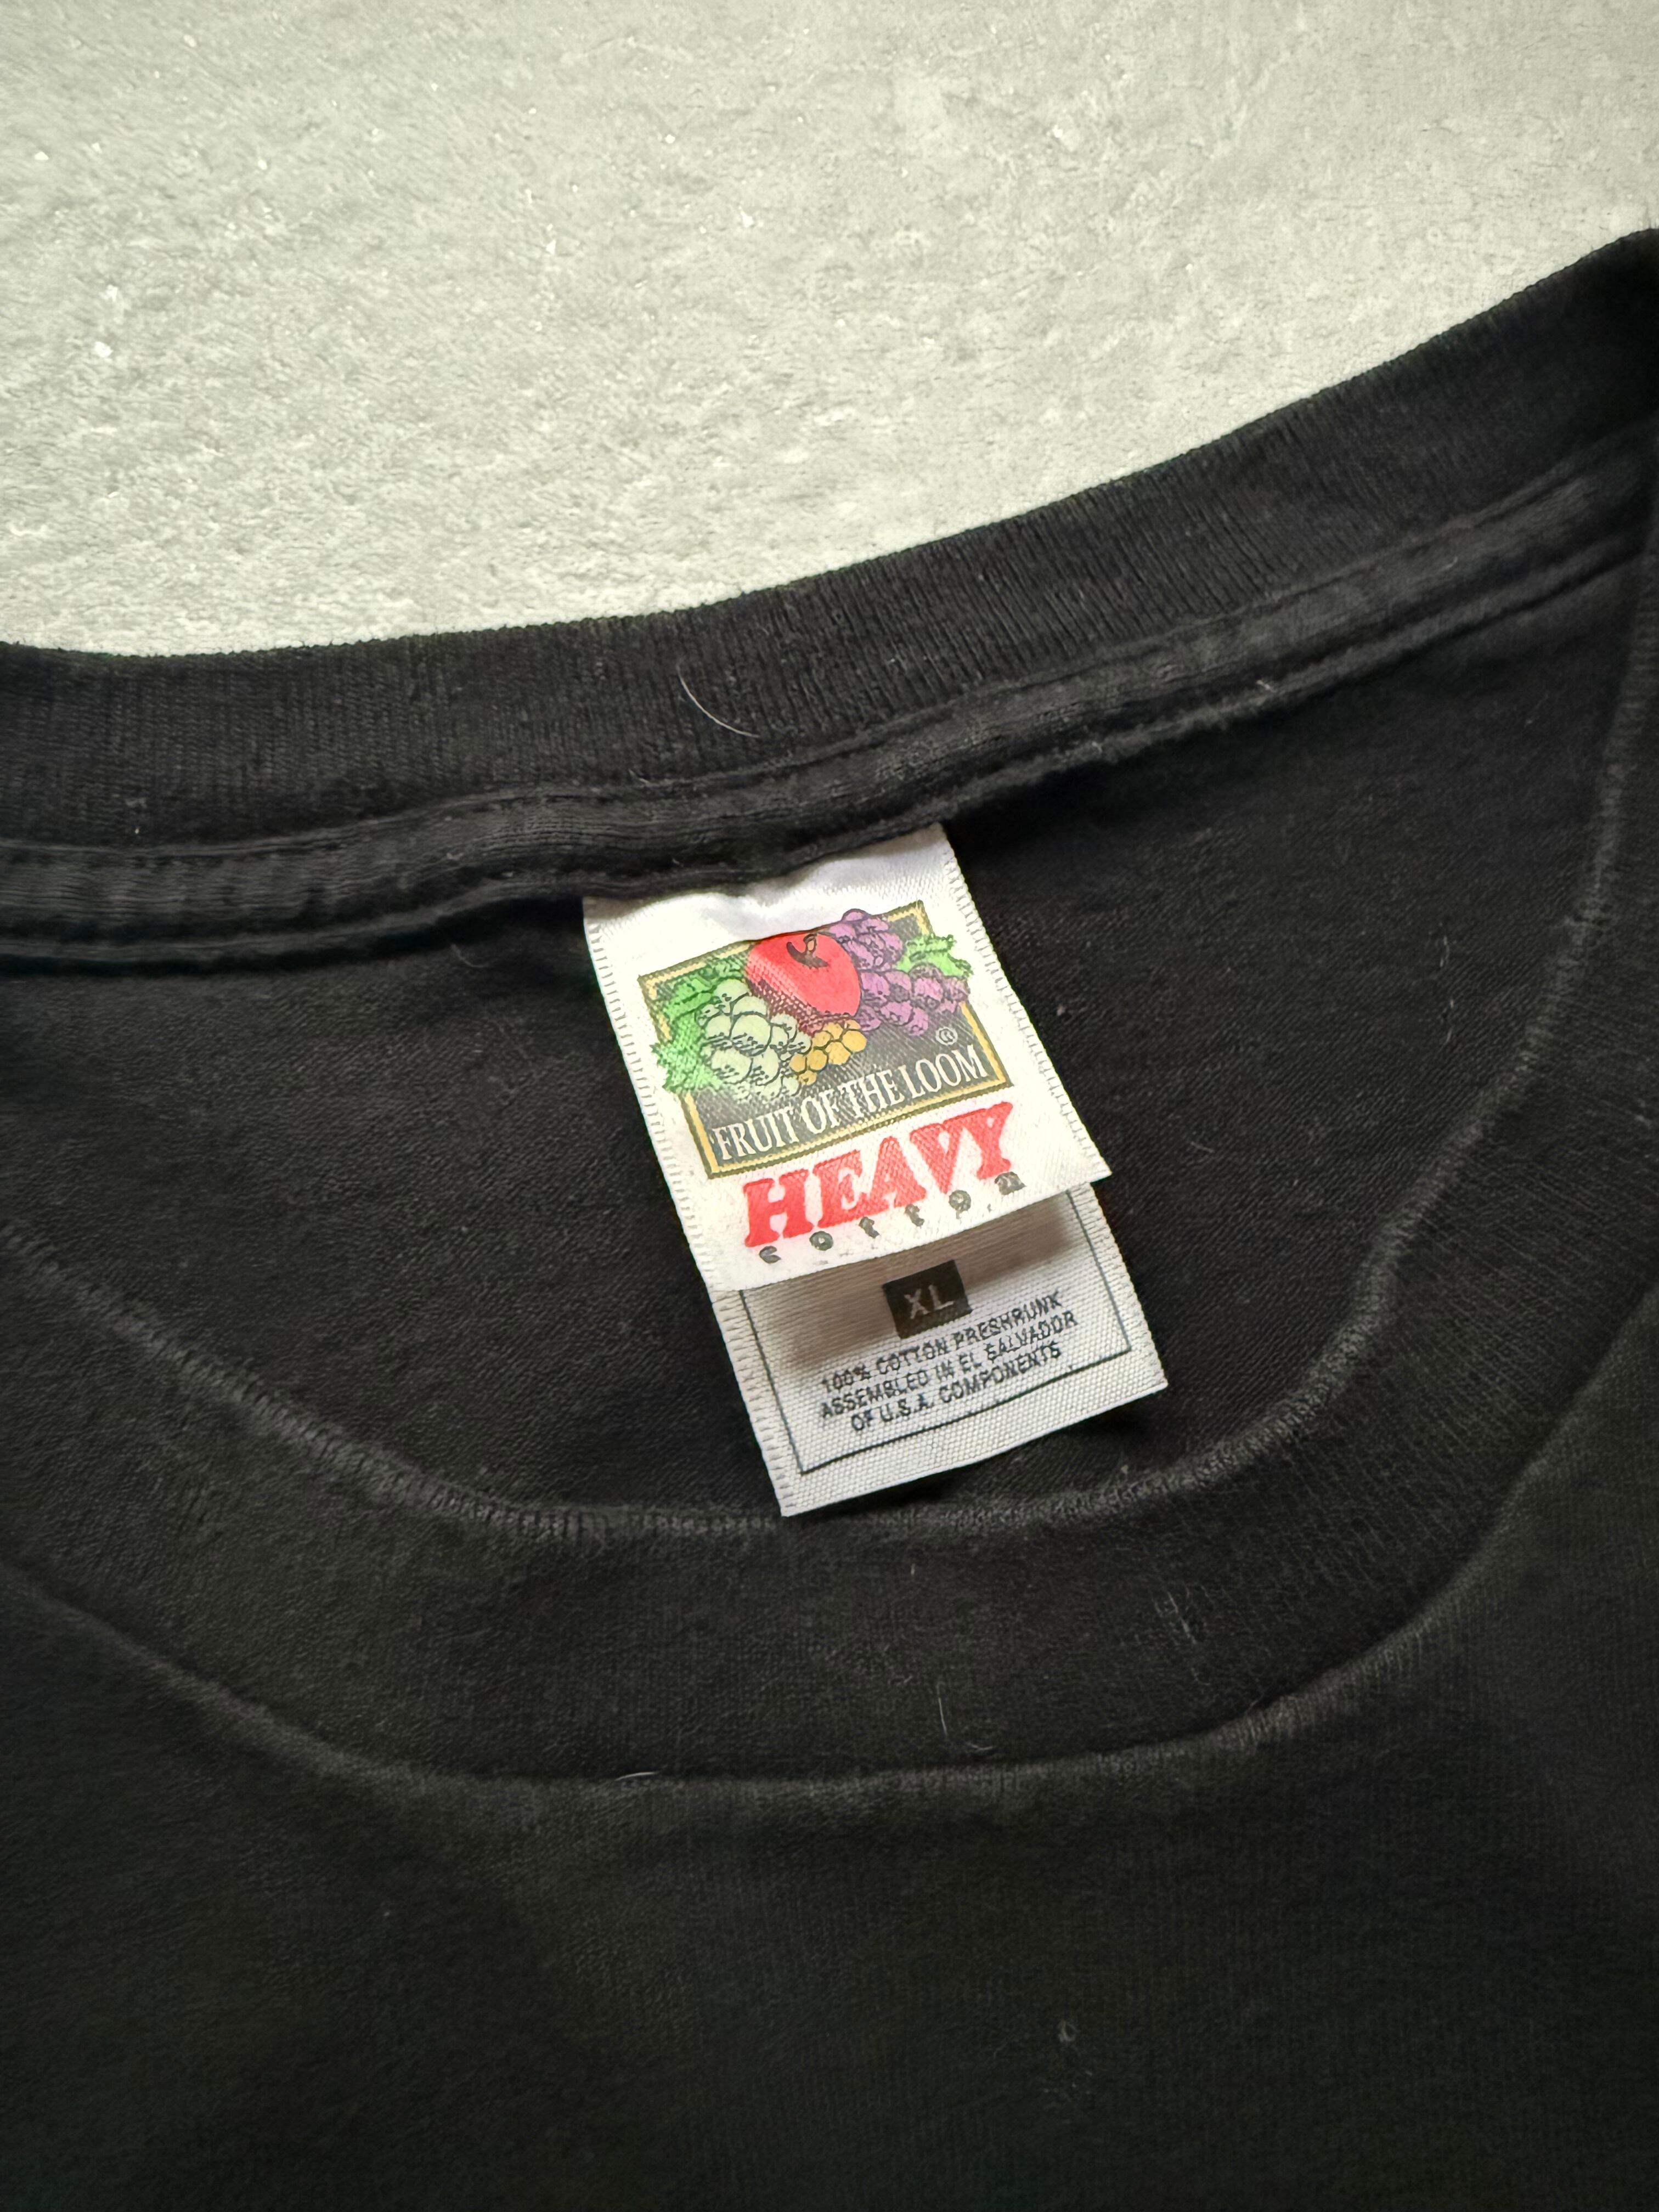 ®
FRUIT OF THE LOOM
HEAVY
cotton
XL
100% COTTON PRESHRUNK
ASSEMBLED IN EL SALVADOR
OF U.S.A. COMPONENTS